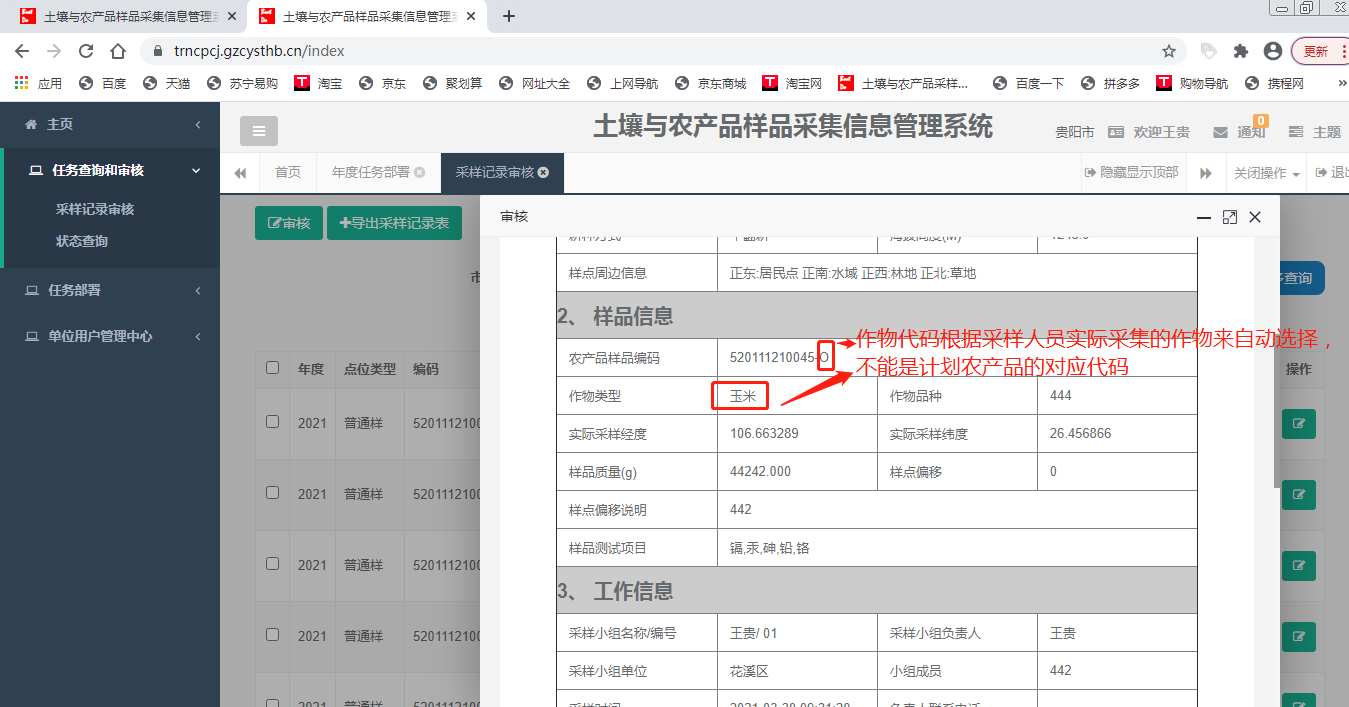 土壤与农产品样品采集信息管理系
土壤与农产品样品采集信息管理系
trncpcj.gzcysthb.cn/index
更新
应用 百度 天猫 苏宁易购 淘宝 京东 聚划算 网址大全 上网导航 京东商城 淘宝网 土壤与农产品采样... 百度一下 拼多多 购物导航 携程网 »
主页
任务查询和审核
采样记录审核
状态查询
任务部署
单位用户管理中心
土壤与农产品样品采集信息管理系统
贵阳市 欢迎王贵 通知 0 主题
首页 年度任务部署 采样记录审核 隐藏显示顶部 关闭操作 退出
审核 导出采样记录表
市
查询
年度 点位类型 编码 操作
2021 普通样 5201112100
2021 普通样 5201112100
2021 普通样 5201112100
2021 普通样 5201112100
2021 普通样 5201112100
审核
样点周边信息 正东:居民点 正南:水域 正西:林地 正北:草地
2、 样品信息
农产品样品编码 520111210045-O
作物代码根据采样人员实际采集的作物来自动选择，
不能是计划农产品的对应代码
作物类型 玉米 作物品种 444
实际采样经度 106.663289 实际采样纬度 26.456866
样品质量(g) 44242.000 样点偏移 0
样点偏移说明 442
样品测试项目 镉,汞,砷,铅,铬
3、 工作信息
采样小组名称/编号 王贵/ 01 采样小组负责人 王贵
采样小组单位 花溪区 小组成员 442